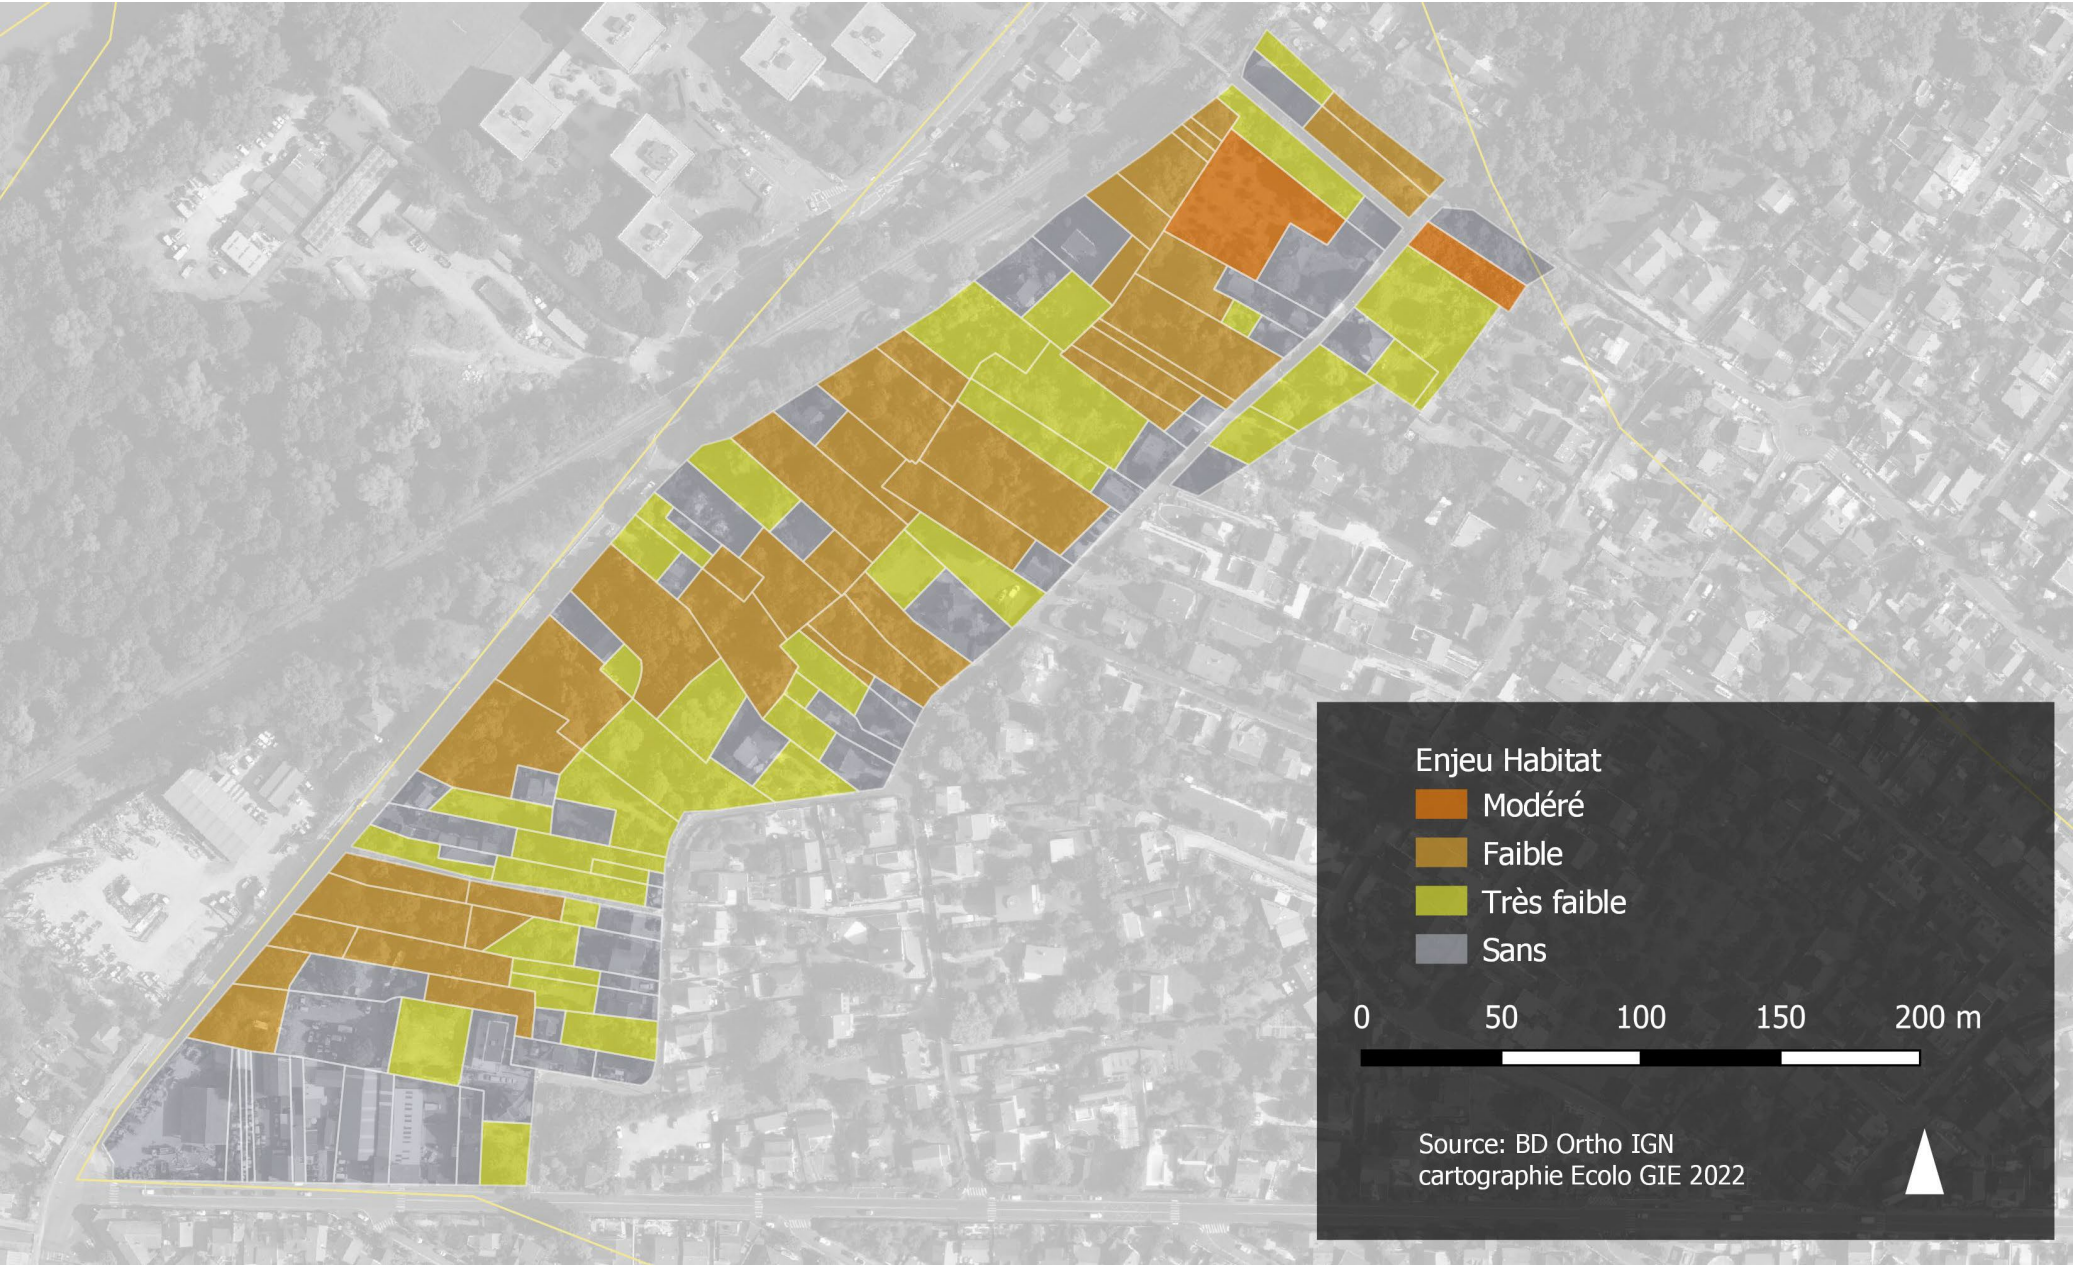 Enjeu Habitat
Modéré
Faible
Très faible
Sans
0 50 100 150 200 m
Source: BD Ortho IGN
cartographie Ecolo GIE 2022